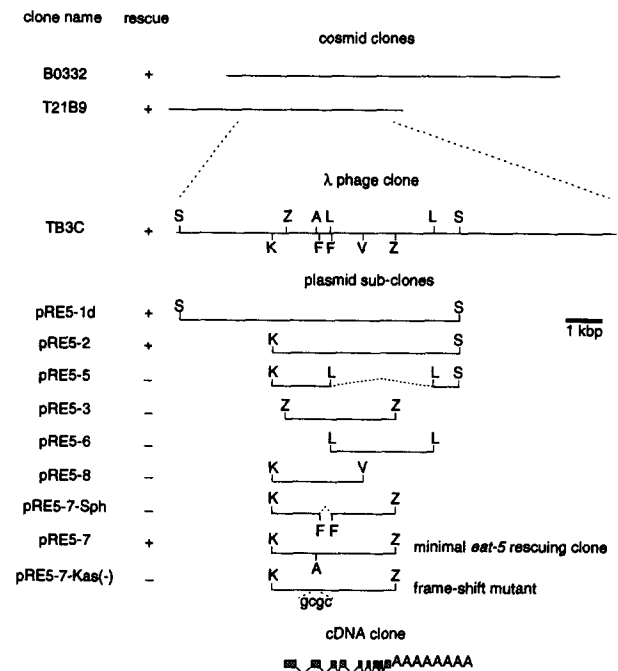 clone name rescue
cosmid clones
B0332 +
T21B9 +
λ phage clone
S Z A L L S
TB3C +
K F F V Z
plasmid sub-clones
S S
pRE5-1d +
1 kbp
K S
pRE5-2 +
K L L S
pRE5-5 –
Z Z
pRE5-3 –
L L
pRE5-6 –
K V
pRE5-8 –
K Z
pRE5-7-Sph –
F F
K Z
pRE5-7 + minimal eat-5 rescuing clone
A
K Z
pRE5-7-Kas(-) – frame-shift mutant
gcgc
cDNA clone
AAAAAAAA